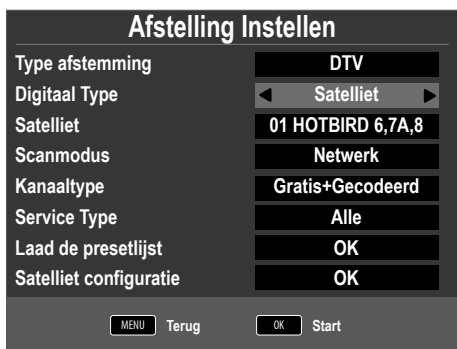 Afstelling Instellen
Type afstemming DTV
Digitaal Type Satelliet
Satelliet 01 HOTBIRD 6,7A,8
Scanmodus Netwerk
Kanaaltype Gratis+Gecodeerd
Service Type Alle
Laad de presetlijst OK
Satelliet configuratie OK
MENU Terug OK Start